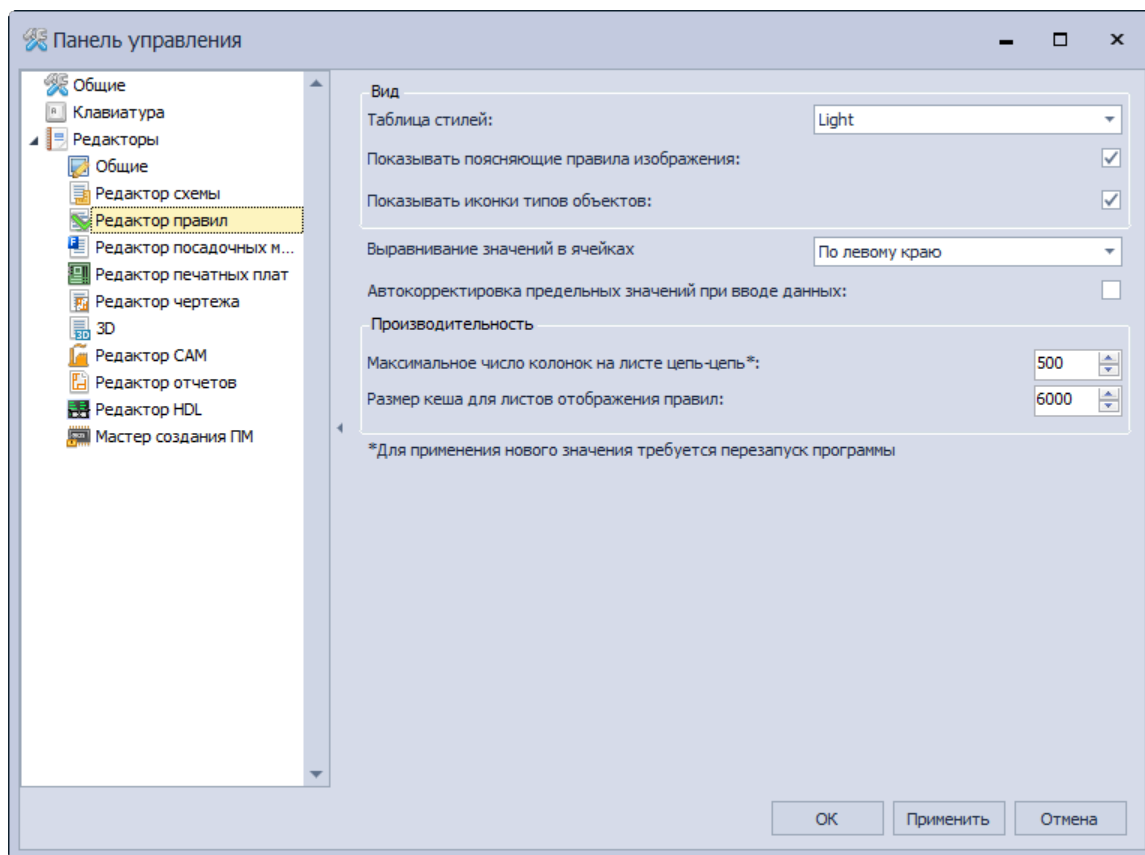 Панель управления
Общие
Клавиатура
Редакторы
Общие
Редактор схемы
Редактор правил
Редактор посадочных м...
Редактор печатных плат
Редактор чертежа
3D
Редактор CAM
Редактор отчетов
Редактор HDL
Мастер создания ПМ
Вид
Таблица стилей: Light
Показывать поясняющие правила изображения:
Показывать иконки типов объектов:
Выравнивание значений в ячейках По левому краю
Автокорректировка предельных значений при вводе данных:
Производительность
Максимальное число колонок на листе цепь-цепь*: 500
Размер кеша для листов отображения правил: 6000
*Для применения нового значения требуется перезапуск программы
ОК Применить Отмена